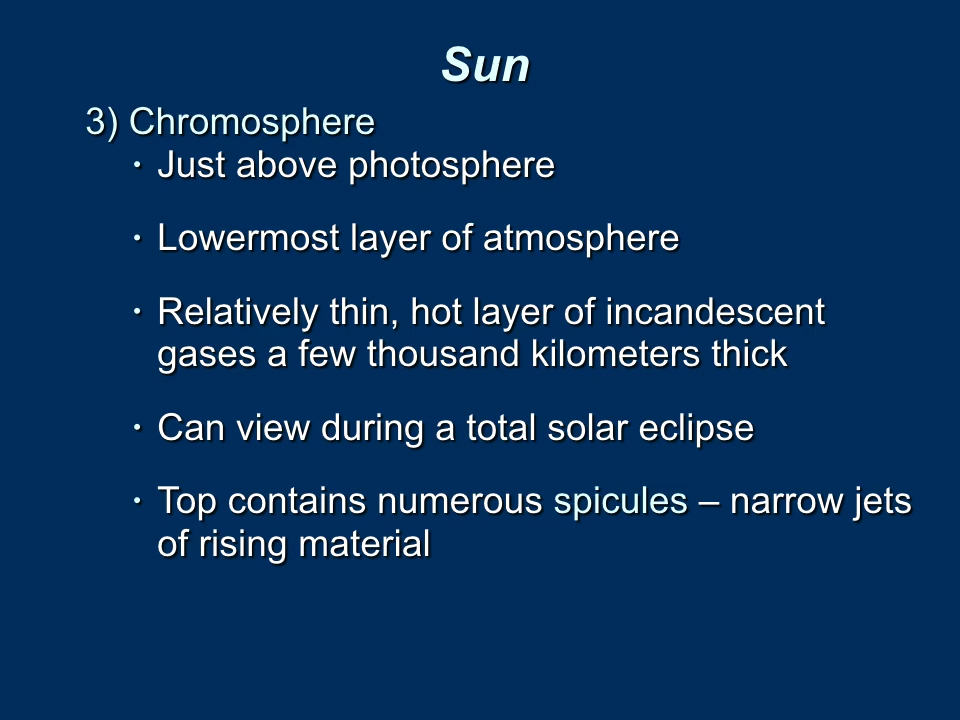 Sun
3) Chromosphere
· Just above photosphere
· Lowermost layer of atmosphere
· Relatively thin, hot layer of incandescent
gases a few thousand kilometers thick
· Can view during a total solar eclipse
· Top contains numerous spicules – narrow jets
of rising material